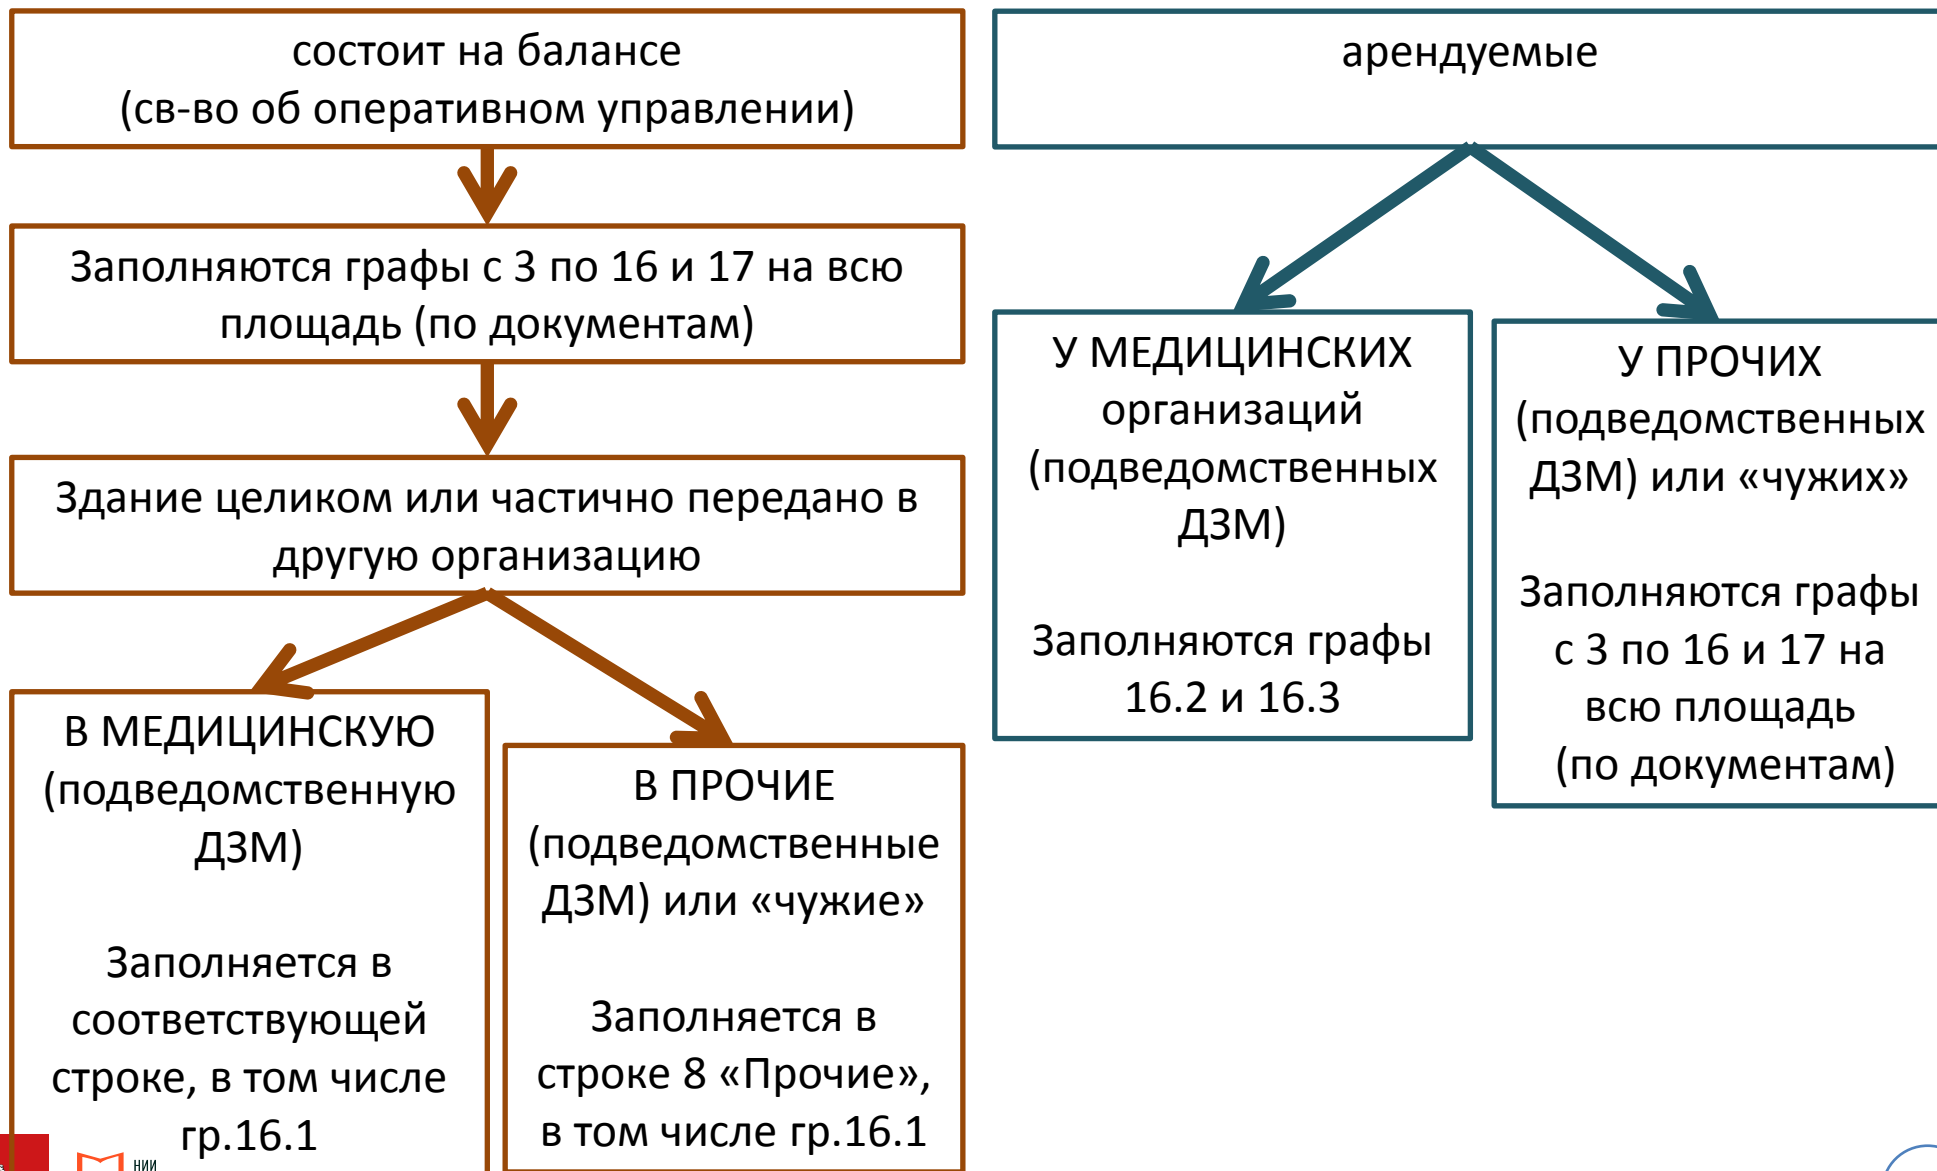 состоит на балансе
(св-во об оперативном управлении)
Заполняются графы с 3 по 16 и 17 на всю
площадь (по документам)
Здание целиком или частично передано в
другую организацию
В МЕДИЦИНСКУЮ
(подведомственную
ДЗМ)
Заполняется в
соответствующей
строке, в том числе
гр.16.1
В ПРОЧИЕ
(подведомственные
ДЗМ) или «чужие»
Заполняется в
строке 8 «Прочие»,
в том числе гр.16.1
арендуемые
У МЕДИЦИНСКИХ
организаций
(подведомственных
ДЗМ)
Заполняются графы
16.2 и 16.3
У ПРОЧИХ
(подведомственных
ДЗМ) или «чужих»
Заполняются графы
с 3 по 16 и 17 на
всю площадь
(по документам)
НИИ